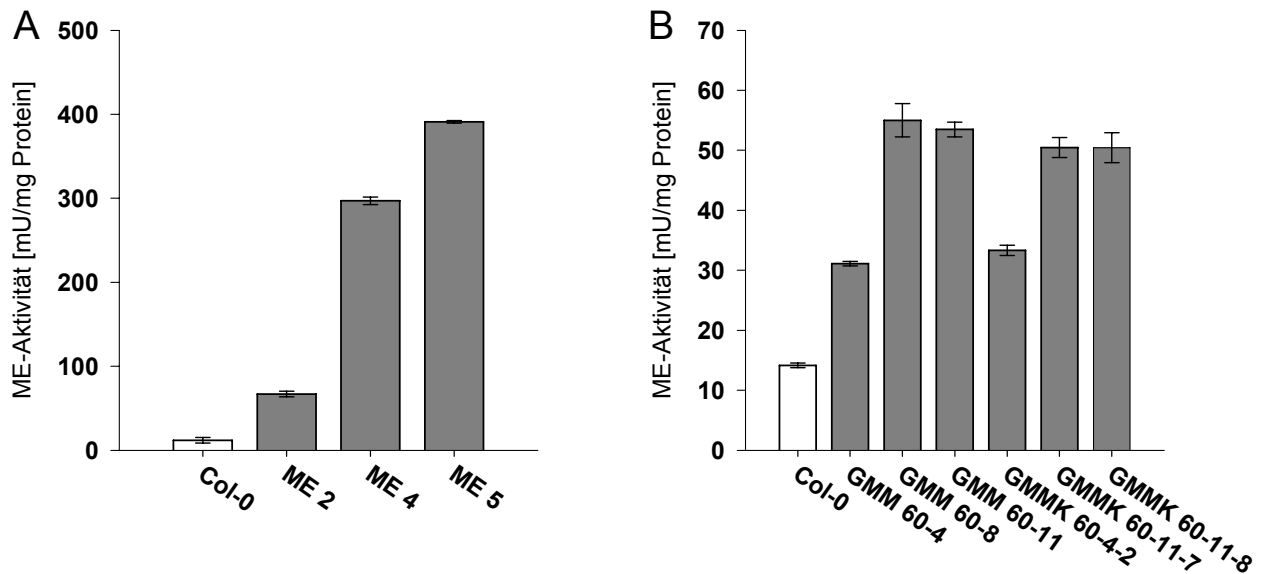 A
ME-Aktivität [mU/mg Protein]
500
400
300
200
100
0
Col-0
ME 2
ME 4
ME 5
B
ME-Aktivität [mU/mg Protein]
70
60
50
40
30
20
10
0
Col-0
GMM 60-4
GMM 60-8
GMM 60-11
GMMK 60-4-2
GMMK 60-11-7
GMMK 60-11-8